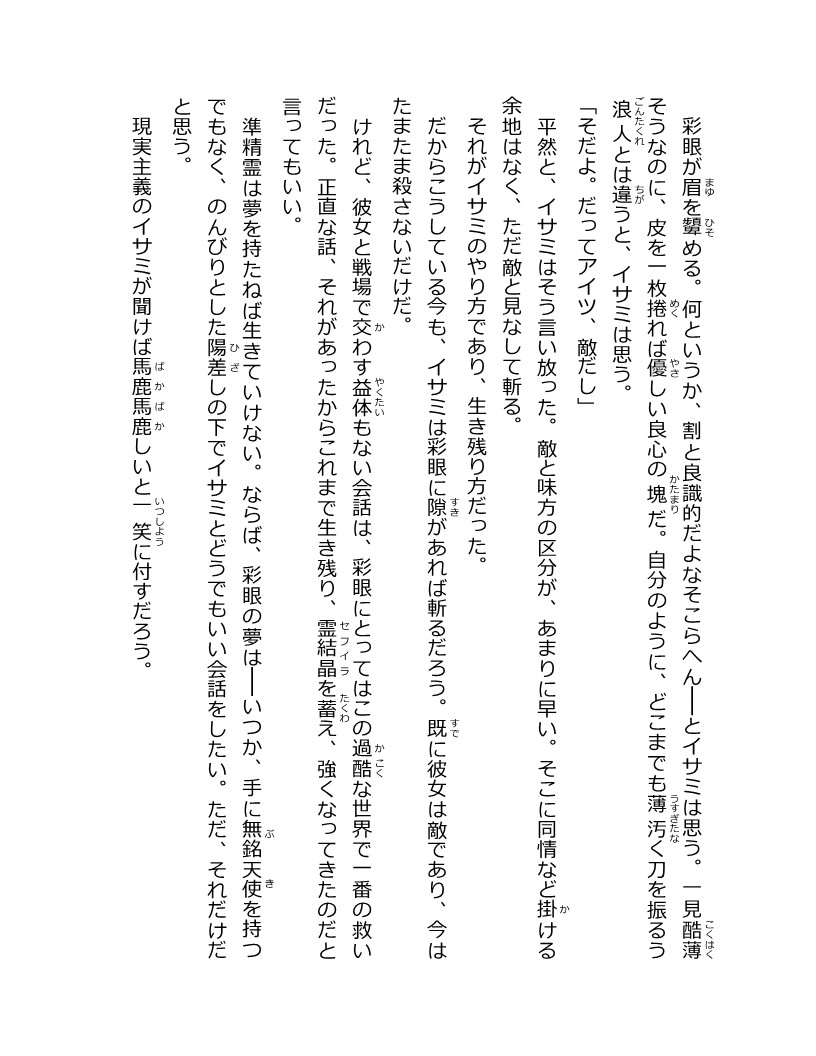 彩眼が眉を顰める。何というか、割と良識的だよなそこらへん――とイサミは思う。一見酷薄
そうなのに、皮を一枚捲れば優しい良心の塊だ。自分のように、どこまでも薄汚く刀を振るう
浪人とは違うと、イサミは思う。
「そだよ。だってアイツ、敵だし」
　平然と、イサミはそう言い放った。敵と味方の区分が、あまりに早い。そこに同情など掛ける
余地はなく、ただ敵と見なして斬る。
　それがイサミのやり方であり、生き残り方だった。
　だからこうしている今も、イサミは彩眼に隙があれば斬るだろう。既に彼女は敵であり、今は
たまたま殺さないだけだ。
　けれど、彼女と戦場で交わす益体もない会話は、彩眼にとってはこの過酷な世界で一番の救い
だった。正直な話、それがあったからこれまで生き残り、霊結晶を蓄え、強くなってきたのだと
言ってもいい。
　準精霊は夢を持たねば生きていけない。ならば、彩眼の夢は――いつか、手に無銘天使を持つ
でもなく、のんびりとした陽差しの下でイサミとどうでもいい会話をしたい。ただ、それだけだ
と思う。
　現実主義のイサミが聞けば馬鹿馬鹿しいと一笑に付すだろう。